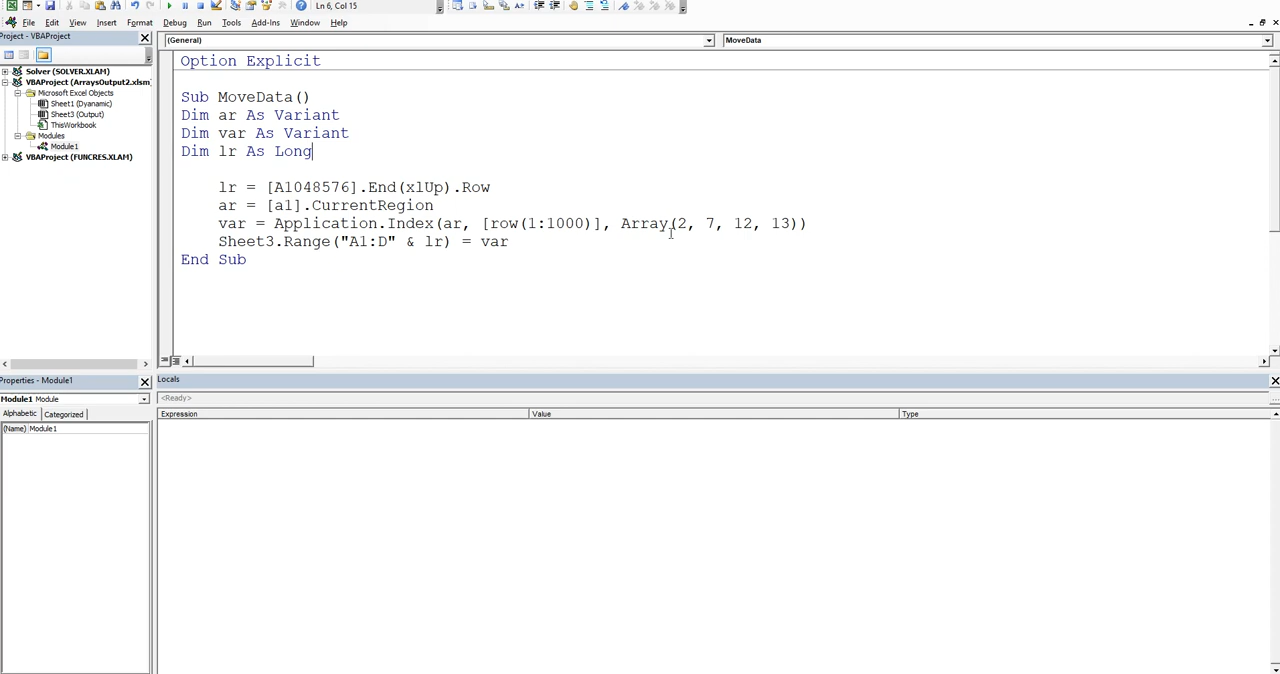 Ln 6, Col 15
File Edit View Insert Format Debug Run Tools Add-Ins Window Help
Project - VBAProject
(General)
MoveData
Solver (SOLVER.XLAM)
VBAProject (ArraysOutput2.xlsm)
Microsoft Excel Objects
Sheet1 (Dyanamic)
Sheet3 (Output)
ThisWorkbook
Modules
Module1
VBAProject (FUNCRES.XLAM)
Option Explicit
Sub MoveData()
Dim ar As Variant
Dim var As Variant
Dim lr As Long
lr = [A1048576].End(xlUp).Row
ar = [a1].CurrentRegion
var = Application.Index(ar, [row(1:1000)], Array(2, 7, 12, 13))
Sheet3.Range("A1:D" & lr) = var
End Sub
Properties - Module1
Module1 Module
Alphabetic Categorized
(Name) Module1
Locals
<Ready>
Expression Value Type